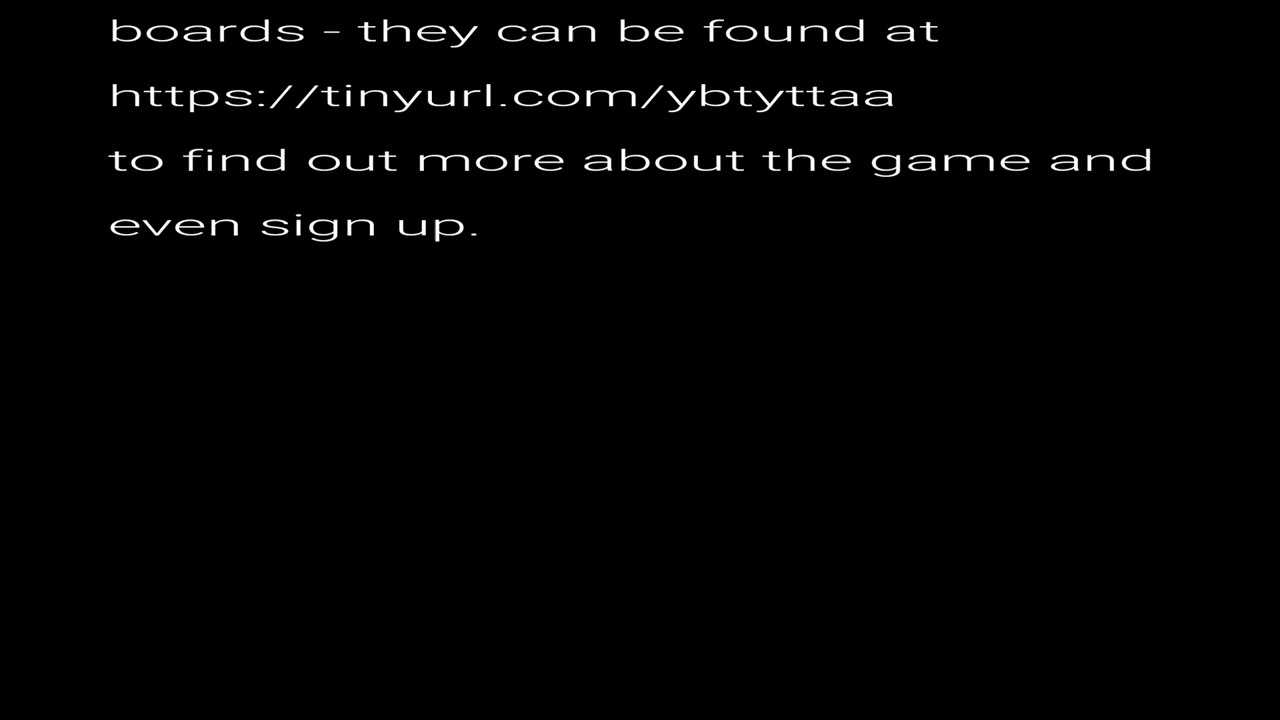 boards - they can be found at
https://tinyurl.com/ybtyttaa
to find out more about the game and
even sign up.